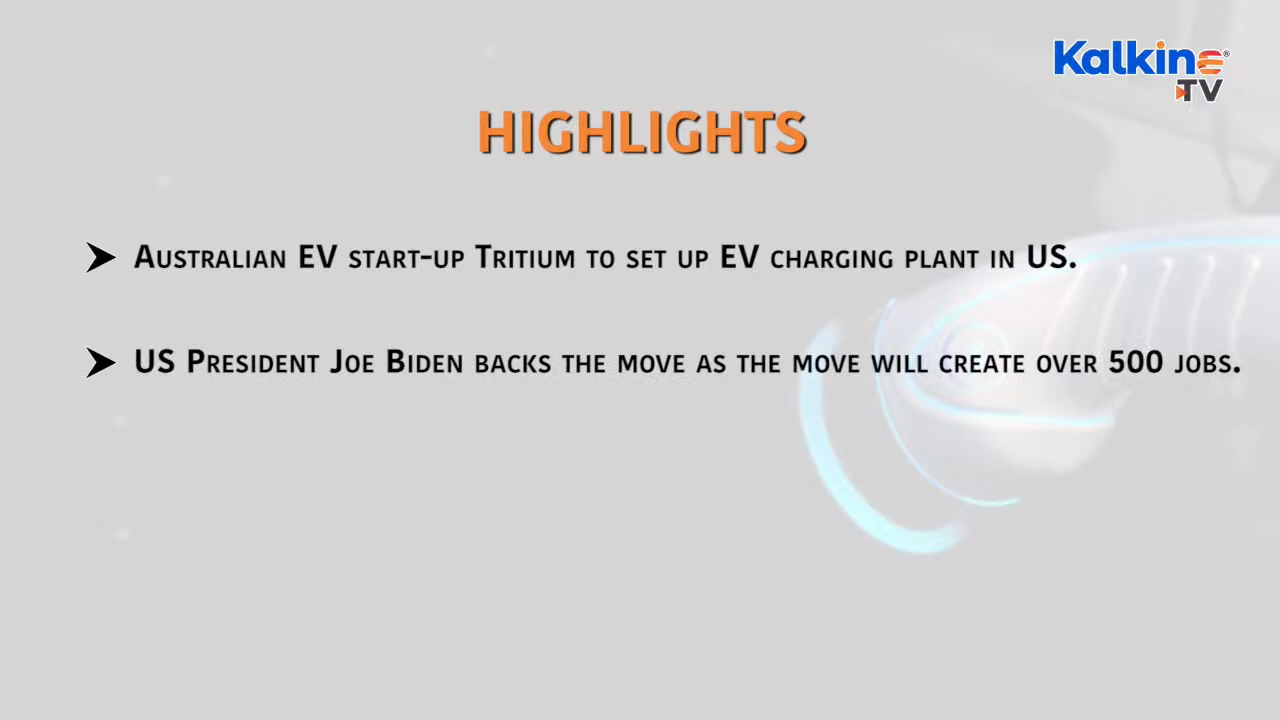 Kalkine®
TV
HIGHLIGHTS
Australian EV start-up Tritium to set up EV charging plant in US.
US President Joe Biden backs the move as the move will create over 500 jobs.